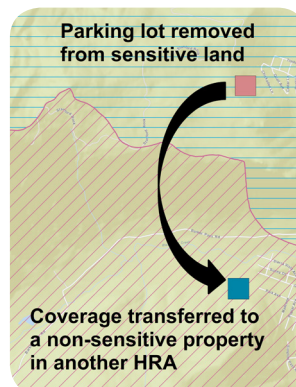 Parking lot removed
from sensitive land
Coverage transferred to
a non-sensitive property
in another HRA